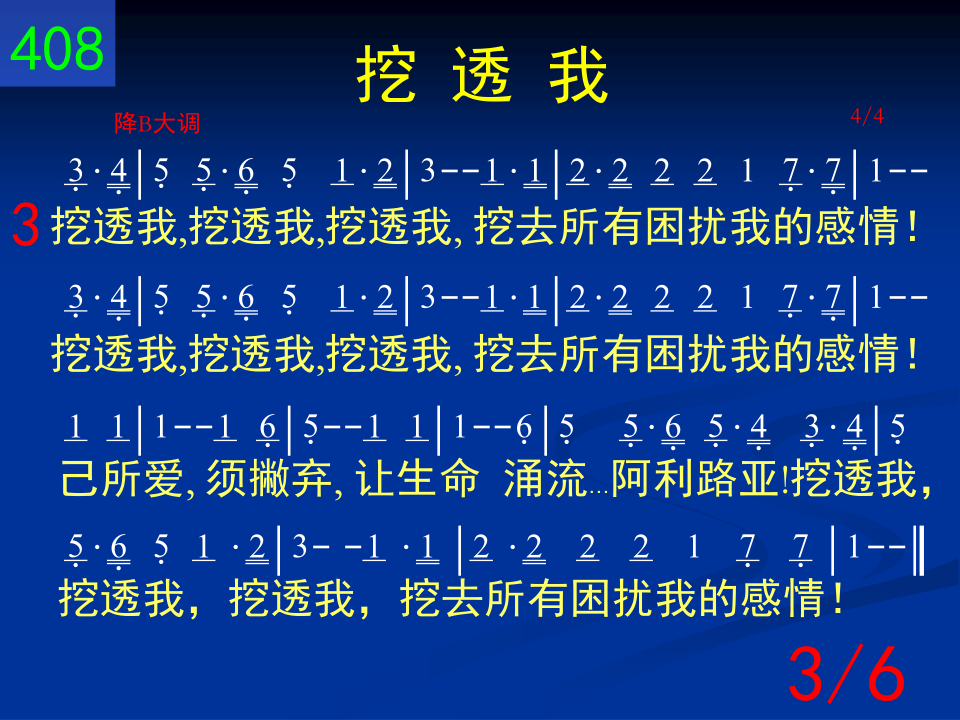 408
挖 透 我
降B大调
4/4
3·4|5 5·6 5 1·2|3--1·1|2·2 2 2 1 7·7|1--
3 挖透我,挖透我,挖透我, 挖去所有困扰我的感情！
3·4|5 5·6 5 1·2|3--1·1|2·2 2 2 1 7·7|1--
挖透我,挖透我,挖透我, 挖去所有困扰我的感情！
1 1|1--1 6|5--1 1|1--6|5 5·6 5·4 3·4|5
己所爱, 须撇弃, 让生命 涌流...阿利路亚!挖透我，
5·6 5 1 ·2|3- -1 ·1 |2 ·2 2 2 1 7 7 |1--‖
挖透我，挖透我，挖去所有困扰我的感情！
3/6